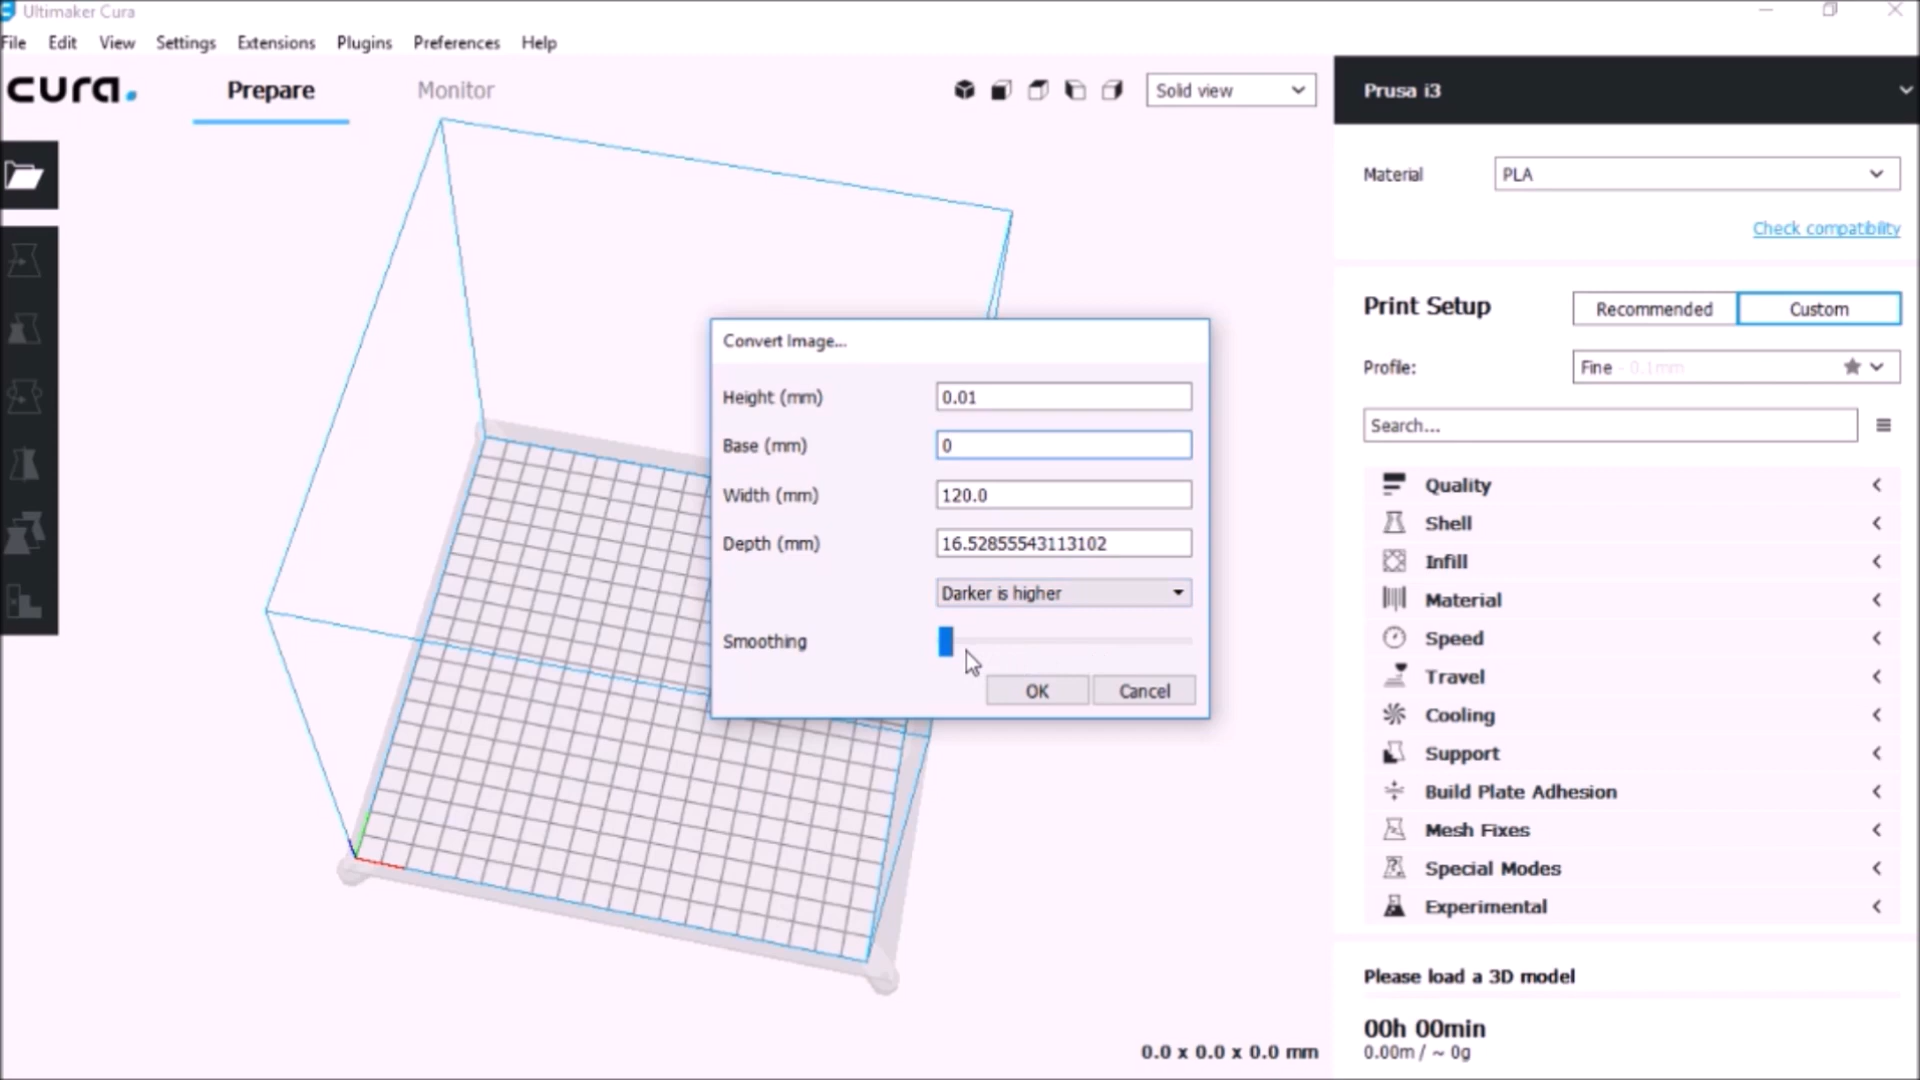 Ultimaker Cura
File Edit View Settings Extensions Plugins Preferences Help
cura. Prepare Monitor Solid view Prusa i3
Material PLA
Check compatibility
Print Setup Recommended Custom
Profile: Fine - 0.1mm
Search...
Convert Image...
Height (mm) 0.01
Base (mm) 0
Width (mm) 120.0
Depth (mm) 16.52855543113102
Darker is higher
Smoothing
OK Cancel
Quality
Shell
Infill
Material
Speed
Travel
Cooling
Support
Build Plate Adhesion
Mesh Fixes
Special Modes
Experimental
Please load a 3D model
00h 00min
0.00m / ~ 0g
0.0 x 0.0 x 0.0 mm